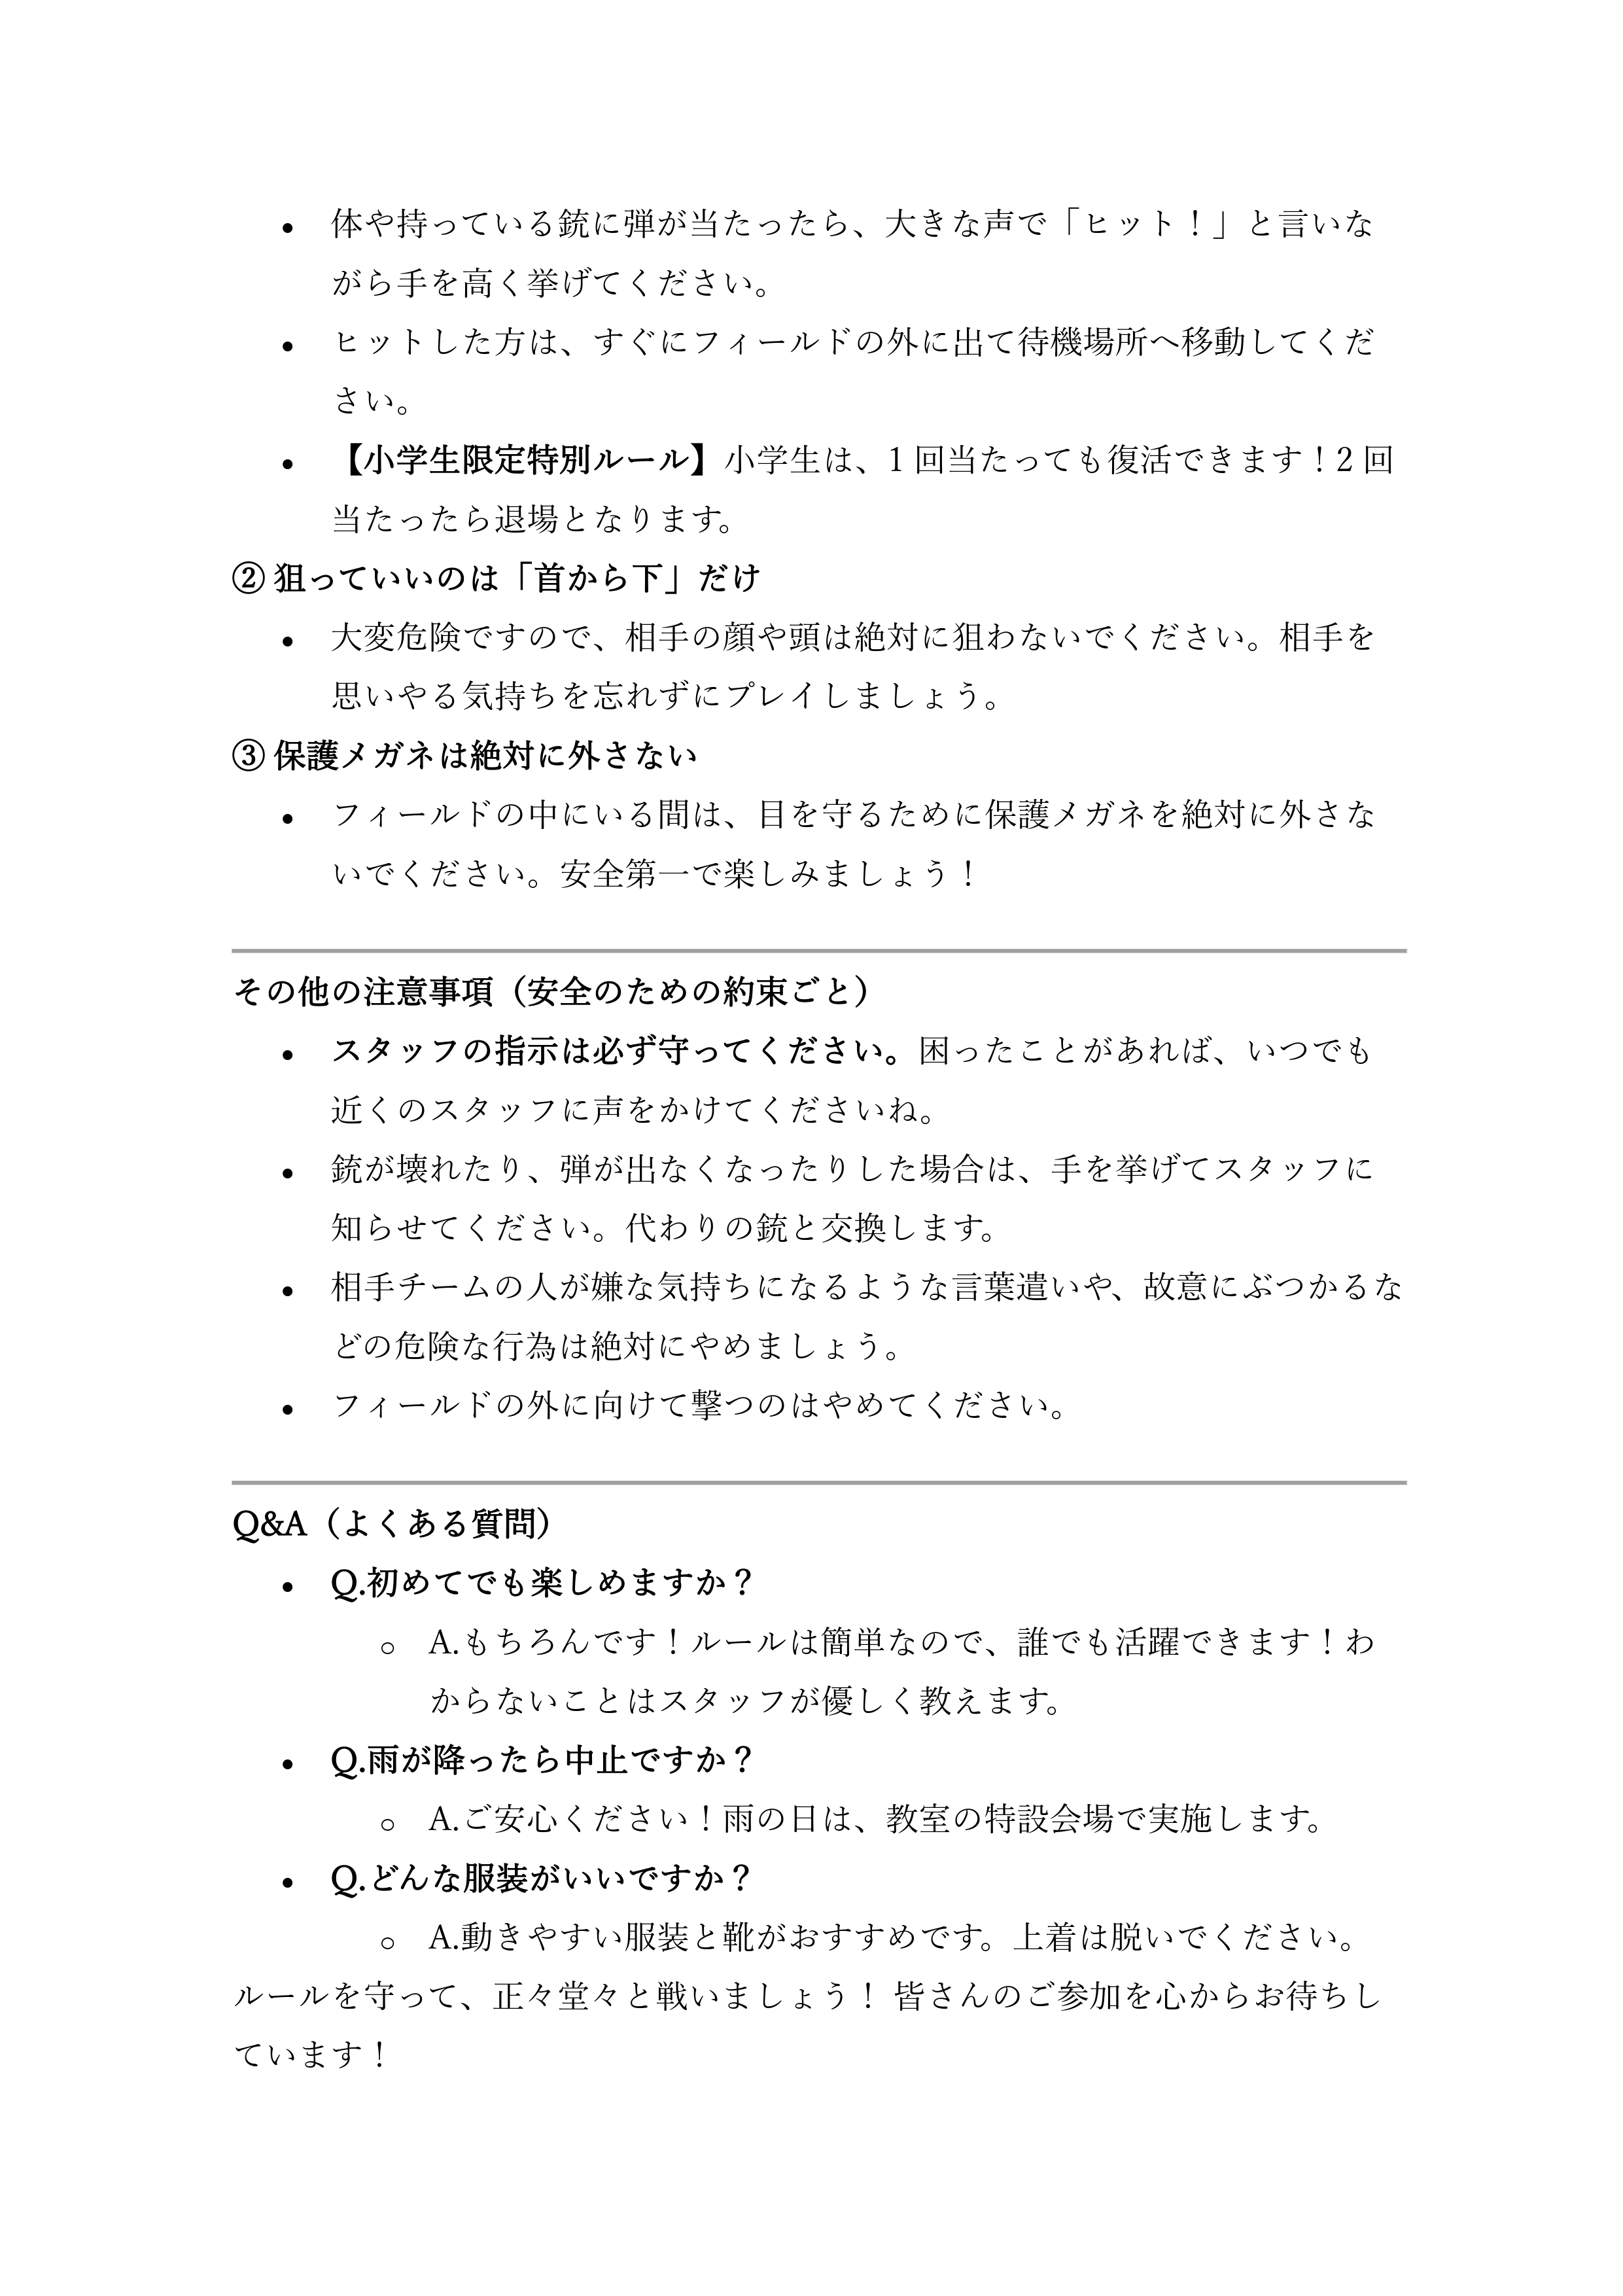 • 体や持っている銃に弾が当たったら、大きな声で「ヒット！」と言いな
がら手を高く挙げてください。
• ヒットした方は、すぐにフィールドの外に出て待機場所へ移動してくだ
さい。
• 【小学生限定特別ルール】小学生は、1 回当たっても復活できます！2 回
当たったら退場となります。
② 狙っていいのは「首から下」だけ
• 大変危険ですので、相手の顔や頭は絶対に狙わないでください。相手を
思いやる気持ちを忘れずにプレイしましょう。
③ 保護メガネは絶対に外さない
• フィールドの中にいる間は、目を守るために保護メガネを絶対に外さな
いでください。安全第一で楽しみましょう！
その他の注意事項（安全のための約束ごと）
• スタッフの指示は必ず守ってください。困ったことがあれば、いつでも
近くのスタッフに声をかけてくださいね。
• 銃が壊れたり、弾が出なくなったりした場合は、手を挙げてスタッフに
知らせてください。代わりの銃と交換します。
• 相手チームの人が嫌な気持ちになるような言葉遣いや、故意にぶつかるな
どの危険な行為は絶対にやめましょう。
• フィールドの外に向けて撃つのはやめてください。
Q&A（よくある質問）
• Q.初めてでも楽しめますか？
○ A.もちろんです！ルールは簡単なので、誰でも活躍できます！わ
からないことはスタッフが優しく教えます。
• Q.雨が降ったら中止ですか？
○ A.ご安心ください！雨の日は、教室の特設会場で実施します。
• Q.どんな服装がいいですか？
○ A.動きやすい服装と靴がおすすめです。上着は脱いでください。
ルールを守って、正々堂々と戦いましょう！ 皆さんのご参加を心からお待ちし
ています！